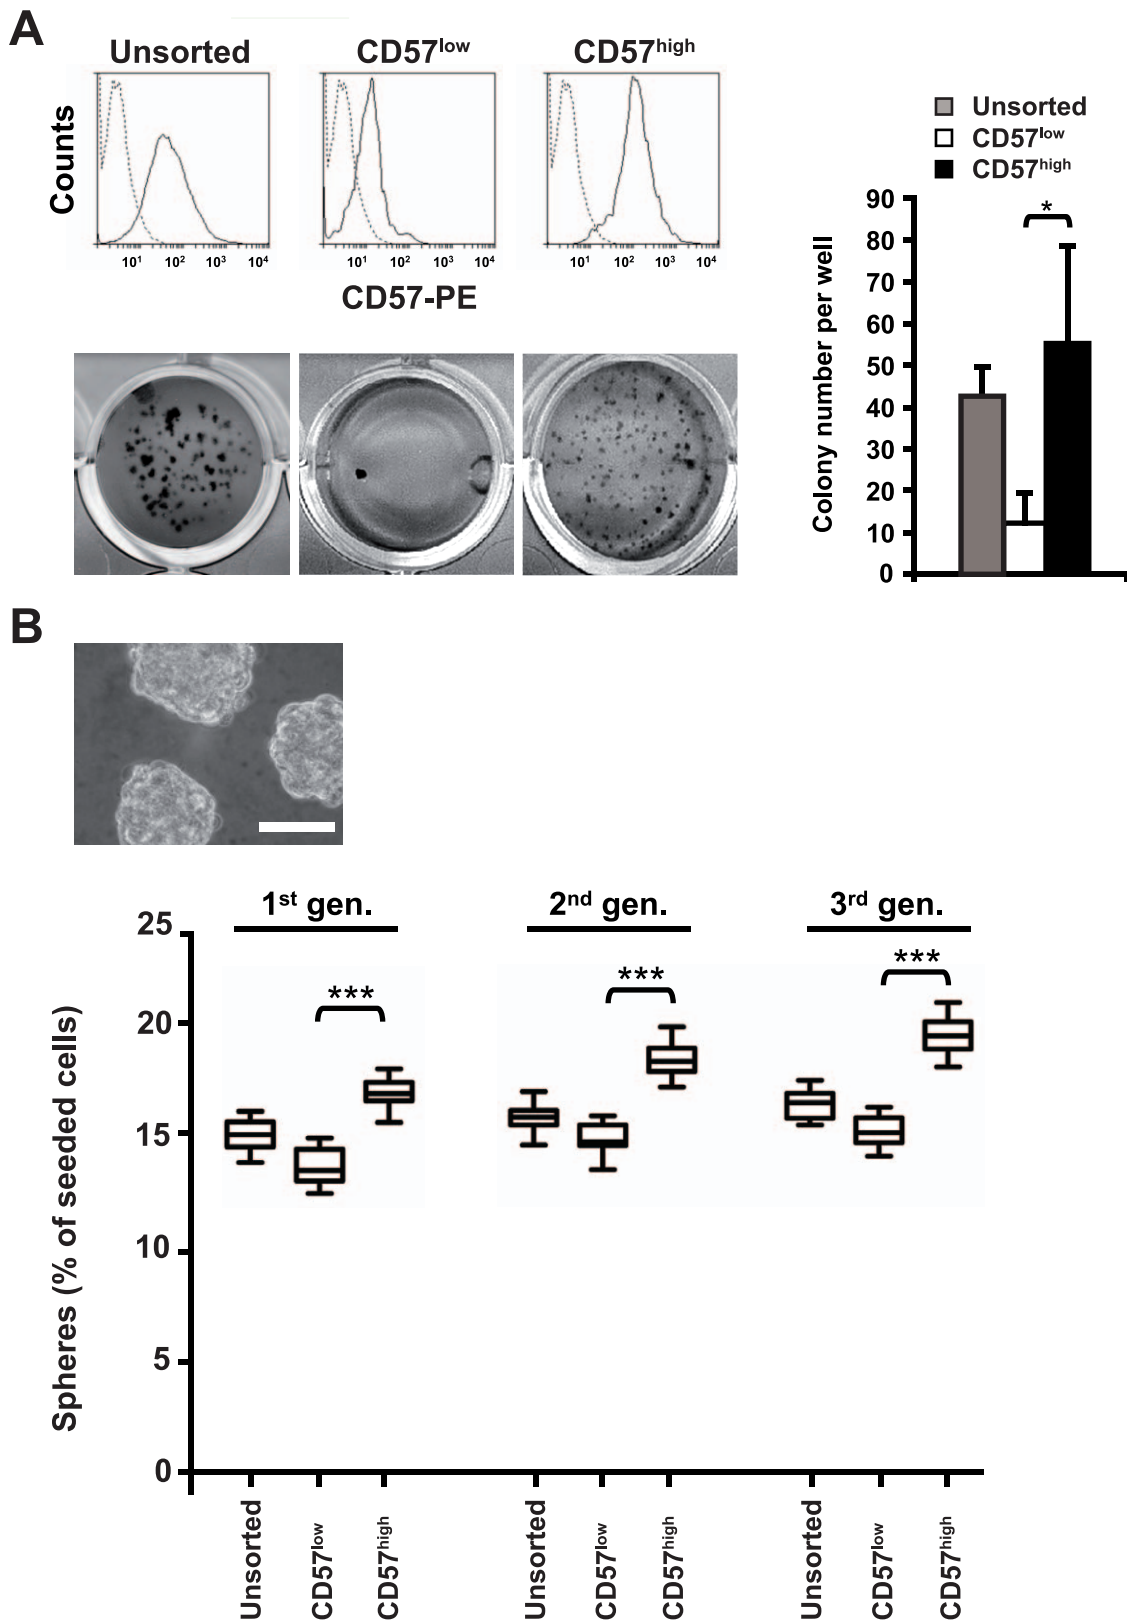 A
Unsorted CD57low CD57high
Counts
10¹ 10² 10³ 10⁴ 10¹ 10² 10³ 10⁴ 10¹ 10² 10³ 10⁴
CD57-PE
Unsorted
CD57low
CD57high
Colony number per well
90
80
70
60
50
40
30
20
10
0
*
B
Spheres (% of seeded cells)
25
20
15
10
5
0
1st gen. 2nd gen. 3rd gen.
*** *** ***
Unsorted CD57low CD57high Unsorted CD57low CD57high Unsorted CD57low CD57high